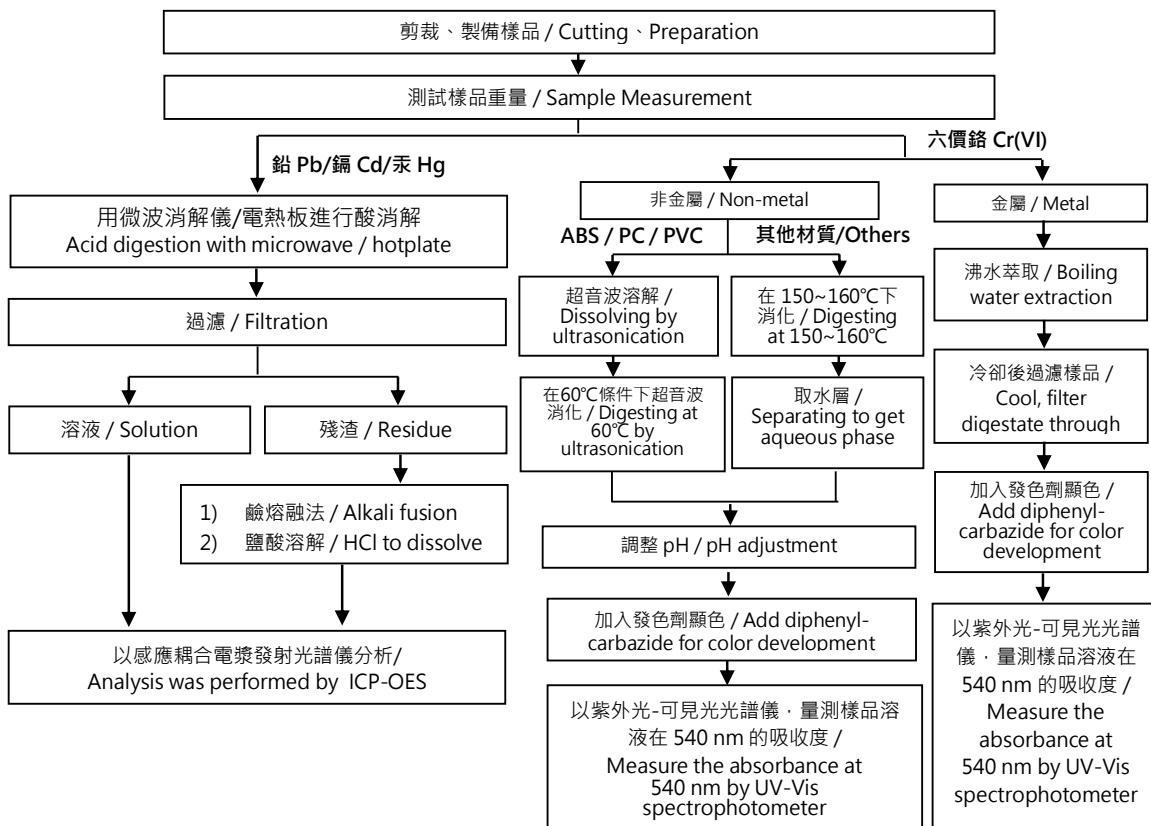 剪裁、製備樣品 / Cutting、Preparation
測試樣品重量 / Sample Measurement
鉛 Pb/鎘 Cd/汞 Hg
用微波消解儀/電熱板進行酸消解
Acid digestion with microwave / hotplate
過濾 / Filtration
溶液 / Solution
殘渣 / Residue
1) 鹼熔融法 / Alkali fusion
2) 鹽酸溶解 / HCl to dissolve
以感應耦合電漿發射光譜儀分析/
Analysis was performed by ICP-OES
六價鉻 Cr(VI)
非金屬 / Non-metal
ABS / PC / PVC
超音波溶解 /
Dissolving by
ultrasonication
在60℃條件下超音波
消化 / Digesting at
60℃ by
ultrasonication
其他材質/Others
在 150~160℃下
消化 / Digesting
at 150~160℃
取水層 /
Separating to get
aqueous phase
調整 pH / pH adjustment
加入發色劑顯色 / Add diphenyl-
carbazide for color development
以紫外光-可見光光譜儀，量測樣品溶
液在 540 nm 的吸收度 /
Measure the absorbance at
540 nm by UV-Vis
spectrophotometer
金屬 / Metal
沸水萃取 / Boiling
water extraction
冷卻後過濾樣品 /
Cool, filter
digestate through
加入發色劑顯色 /
Add diphenyl-
carbazide for color
development
以紫外光-可見光光譜
儀，量測樣品溶液在
540 nm 的吸收度 /
Measure the
absorbance at
540 nm by UV-Vis
spectrophotometer